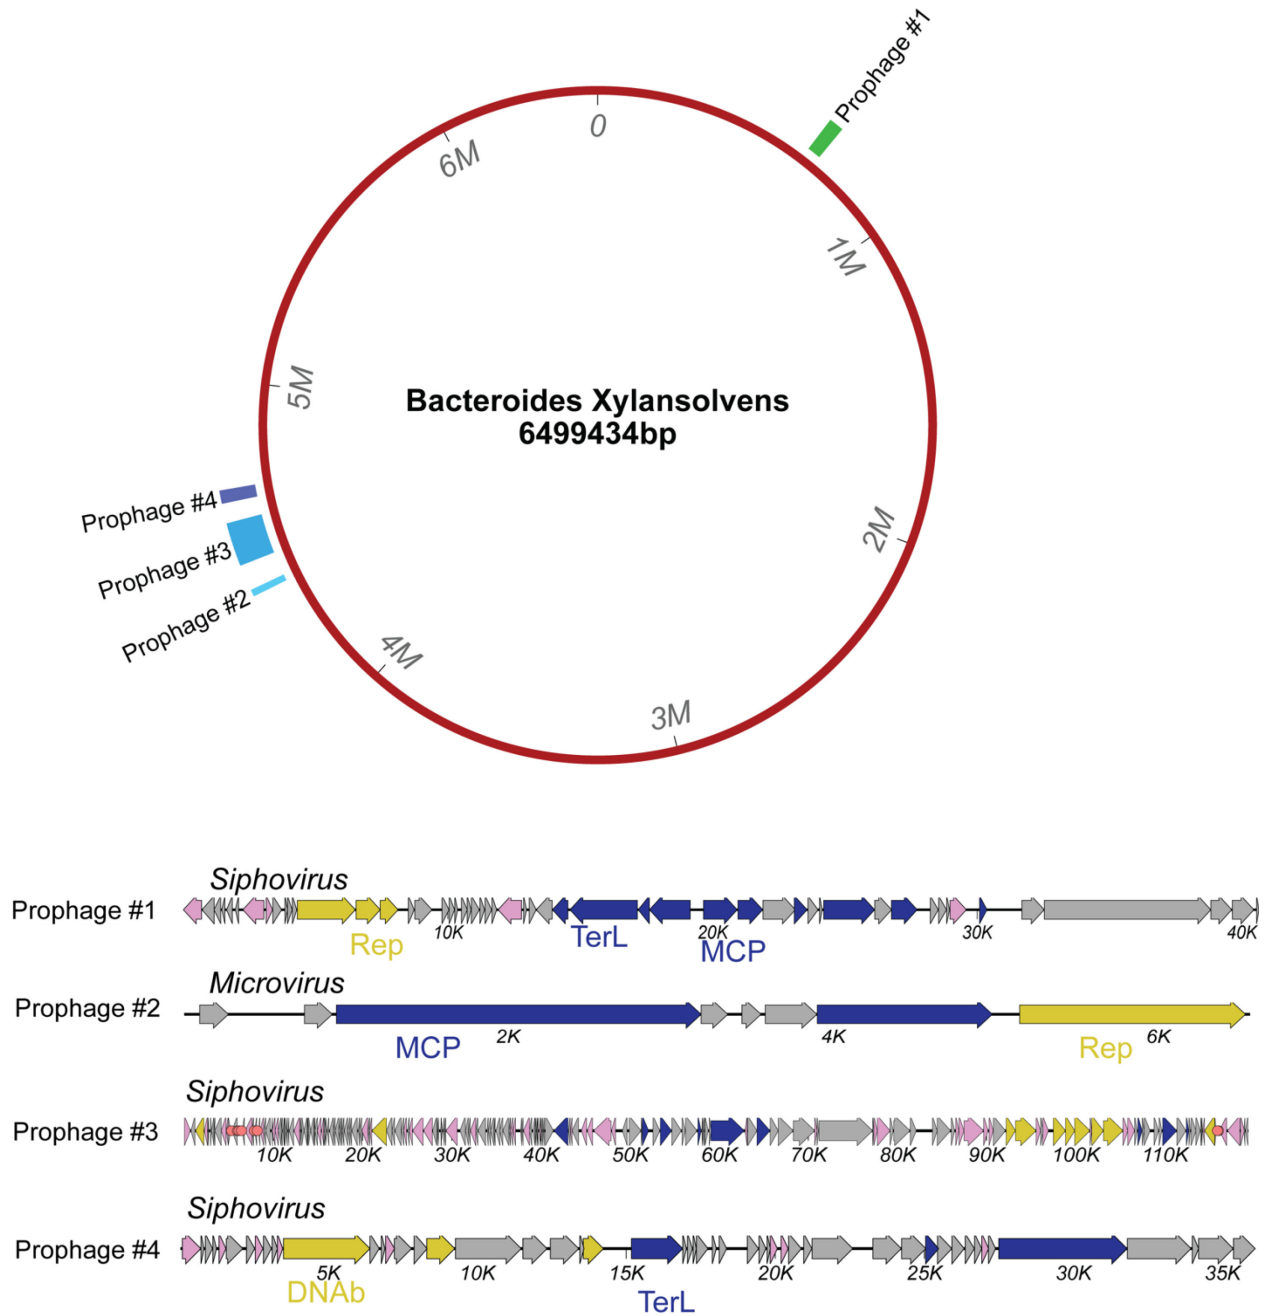 Prophage #1
0
6M
1M
5M
Bacteroides Xylansolvens
6499434bp
Prophage #4
Prophage #3
Prophage #2
2M
4M
3M
Siphovirus
Prophage #1
10K 20K 30K 40K
Rep TerL MCP
Microvirus
Prophage #2
2K 4K 6K
MCP Rep
Siphovirus
Prophage #3
10K 20K 30K 40K 50K 60K 70K 80K 90K 100K 110K
Siphovirus
Prophage #4
5K 10K 15K 20K 25K 30K 35K
DNAb TerL